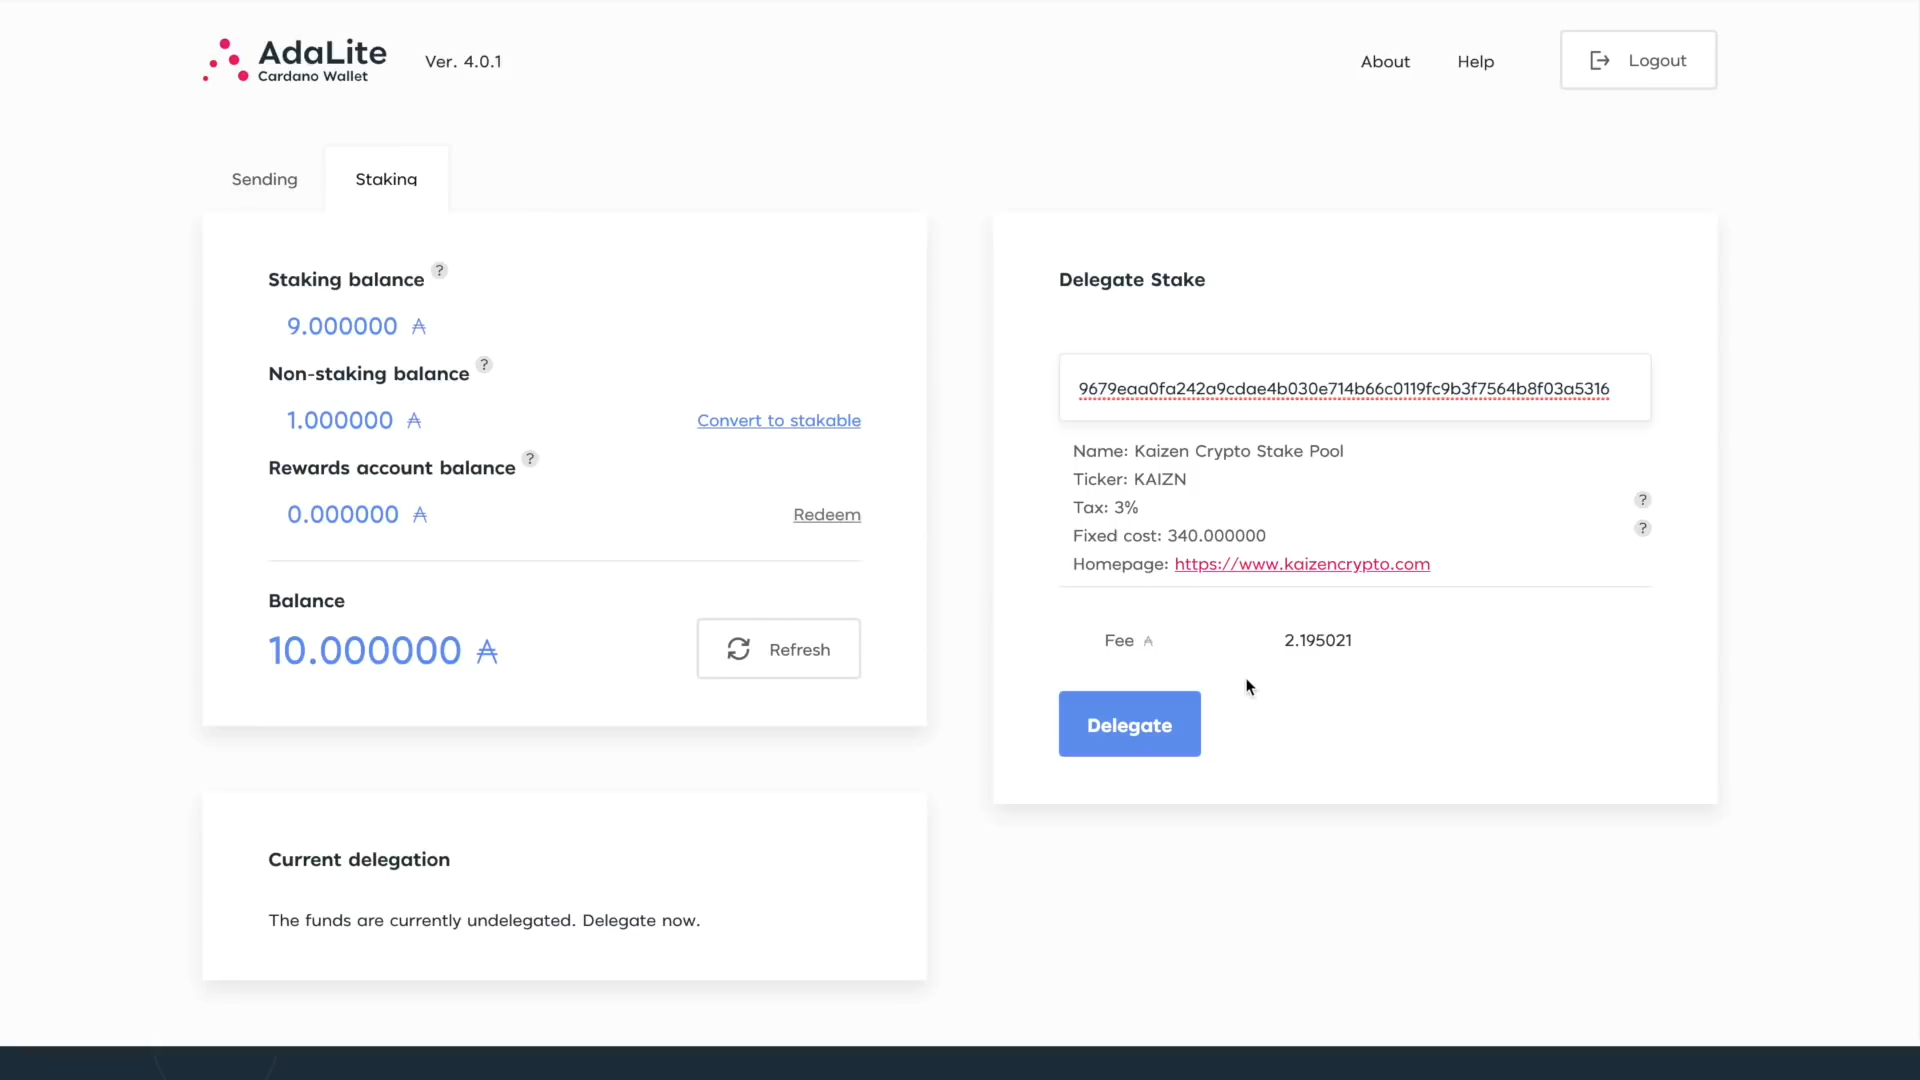 AdaLite
Cardano Wallet
Ver. 4.0.1
About
Help
Logout
Sending
Staking
Staking balance ?
9.000000 ₳
Non-staking balance ?
1.000000 ₳
Convert to stakable
Rewards account balance ?
0.000000 ₳
Redeem
Balance
10.000000 ₳
Refresh
Current delegation
The funds are currently undelegated. Delegate now.
Delegate Stake
9679eaa0fa242a9cdae4b030e714b66c0119fc9b3f7564b8f03a5316
Name: Kaizen Crypto Stake Pool
Ticker: KAIZN
Tax: 3% ?
Fixed cost: 340.000000 ?
Homepage: https://www.kaizencrypto.com
Fee ₳ 2.195021
Delegate